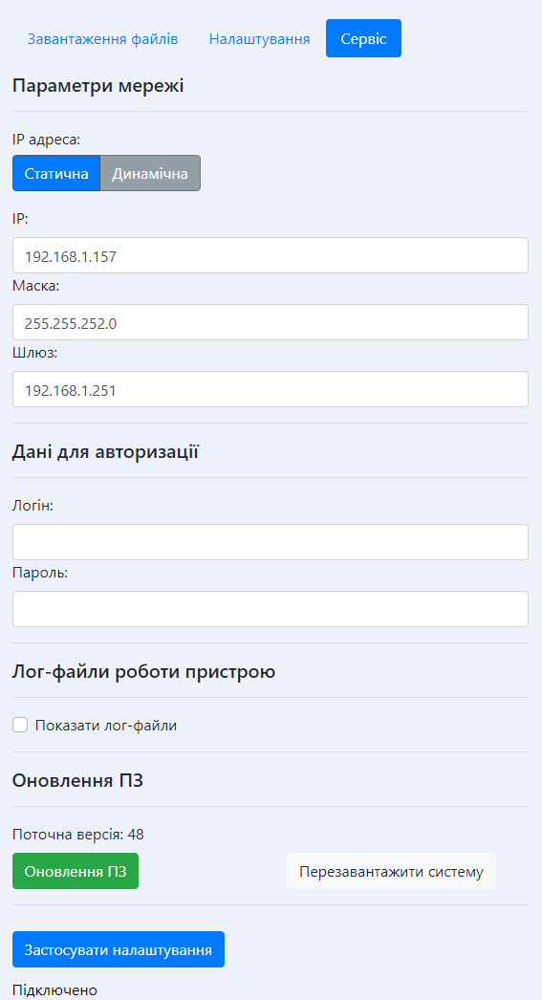 Завантаження файлів Налаштування Сервіс
Параметри мережі
IP адреса:
Статична Динамічна
IP:
192.168.1.157
Маска:
255.255.252.0
Шлюз:
192.168.1.251
Дані для авторизації
Логін:
Пароль:
Лог-файли роботи пристрою
Показати лог-файли
Оновлення ПЗ
Поточна версія: 48
Оновлення ПЗ Перезавантажити систему
Застосувати налаштування
Підключено